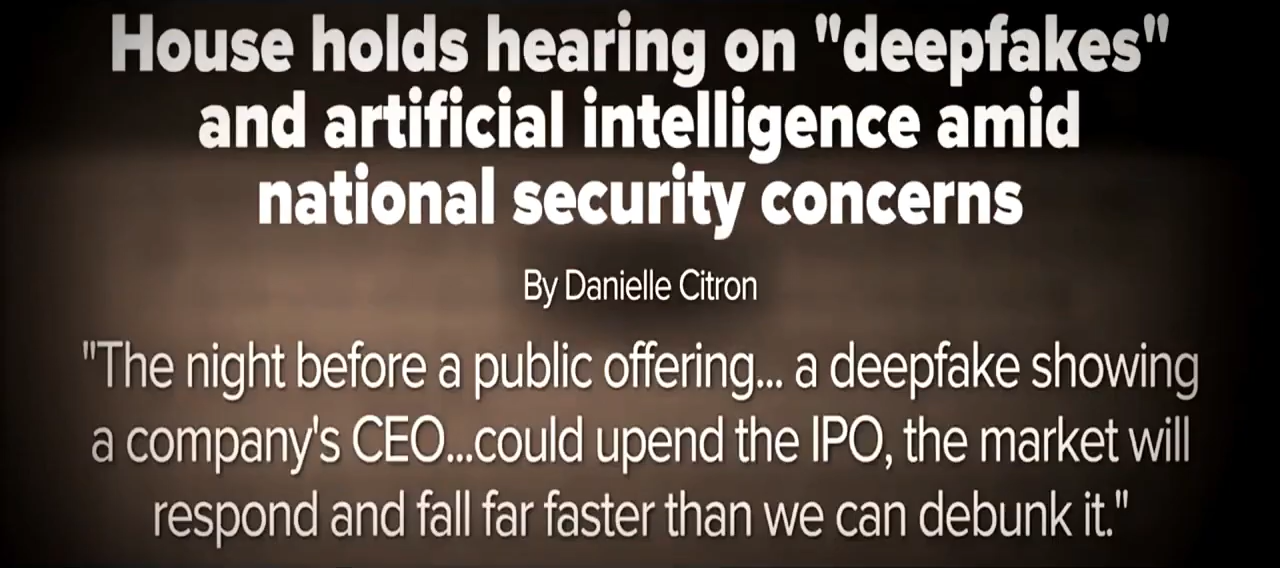 House holds hearing on "deepfakes"
and artificial intelligence amid
national security concerns
By Danielle Citron
"The night before a public offering... a deepfake showing
a company's CEO...could upend the IPO, the market will
respond and fall far faster than we can debunk it."